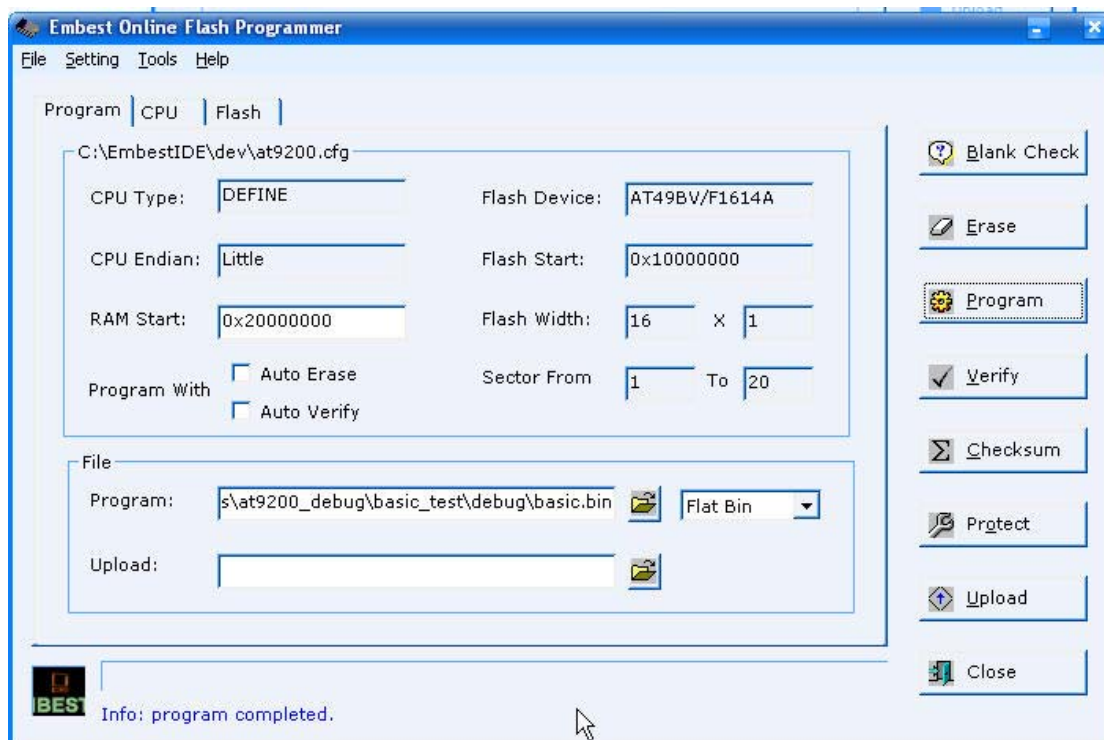 Upload
Embest Online Flash Programmer
File Setting Tools Help
Program CPU Flash
C:\EmbestIDE\dev\at9200.cfg
CPU Type: DEFINE
Flash Device: AT49BV/F1614A
CPU Endian: Little
Flash Start: 0x10000000
RAM Start: 0x20000000
Flash Width: 16 X 1
Program With
Auto Erase
Auto Verify
Sector From 1 To 20
File
Program: s\at9200_debug\basic_test\debug\basic.bin Flat Bin
Upload:
Blank Check
Erase
Program
Verify
Checksum
Protect
Upload
Close
IBEST
Info: program completed.